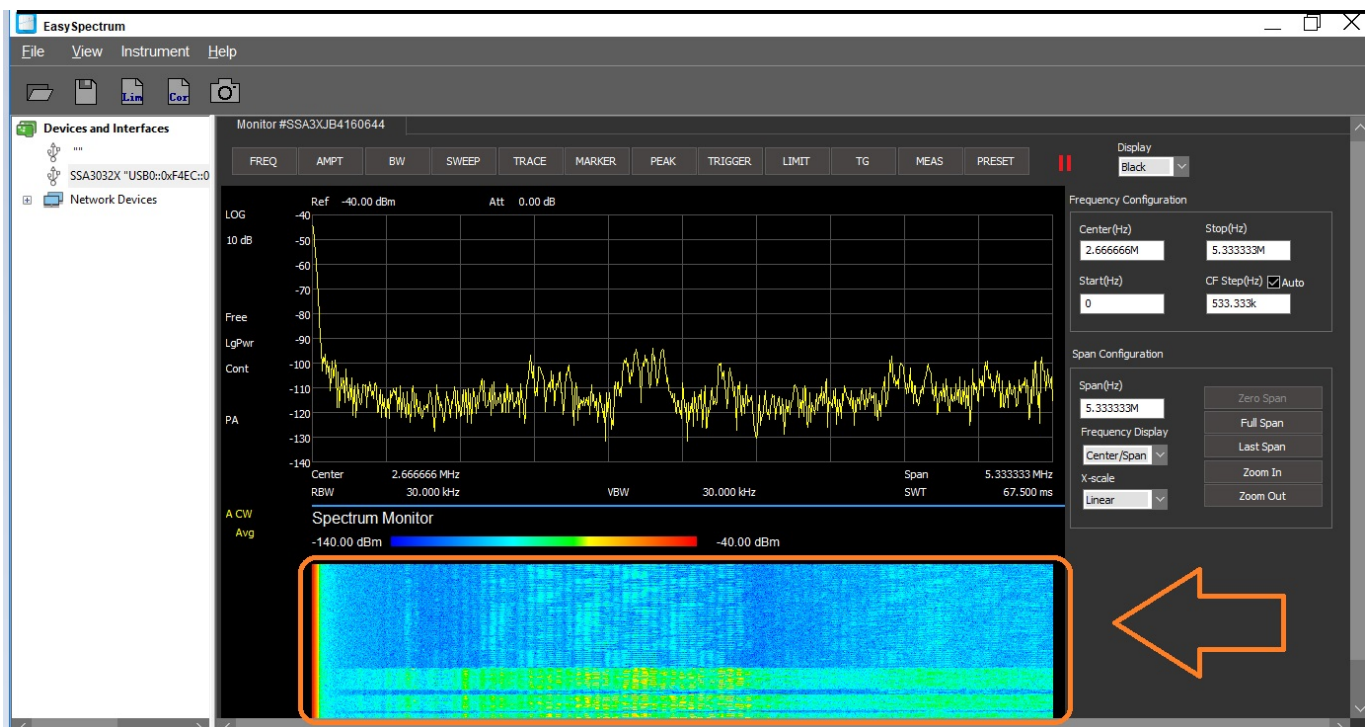 EasySpectrum
File View Instrument Help
Lim Cor
Devices and Interfaces
""
SSA3032X "USB0::0xF4EC::0
Network Devices
Monitor #SSA3XJB4160644
FREQ AMPT BW SWEEP TRACE MARKER PEAK TRIGGER LIMIT TG MEAS PRESET
Display
Black
Ref -40.00 dBm Att 0.00 dB
LOG
10 dB
Free
LgPwr
Cont
PA
-40
-50
-60
-70
-80
-90
-100
-110
-120
-130
-140
Center 2.666666 MHz Span 5.333333 MHz
RBW 30.000 kHz VBW 30.000 kHz SWT 67.500 ms
A CW
Avg
Spectrum Monitor
-140.00 dBm -40.00 dBm
Frequency Configuration
Center(Hz) Stop(Hz)
2.666666M 5.333333M
Start(Hz) CF Step(Hz) Auto
0 533.333k
Span Configuration
Span(Hz)
5.333333M
Frequency Display
Center/Span
X-scale
Linear
Zero Span
Full Span
Last Span
Zoom In
Zoom Out